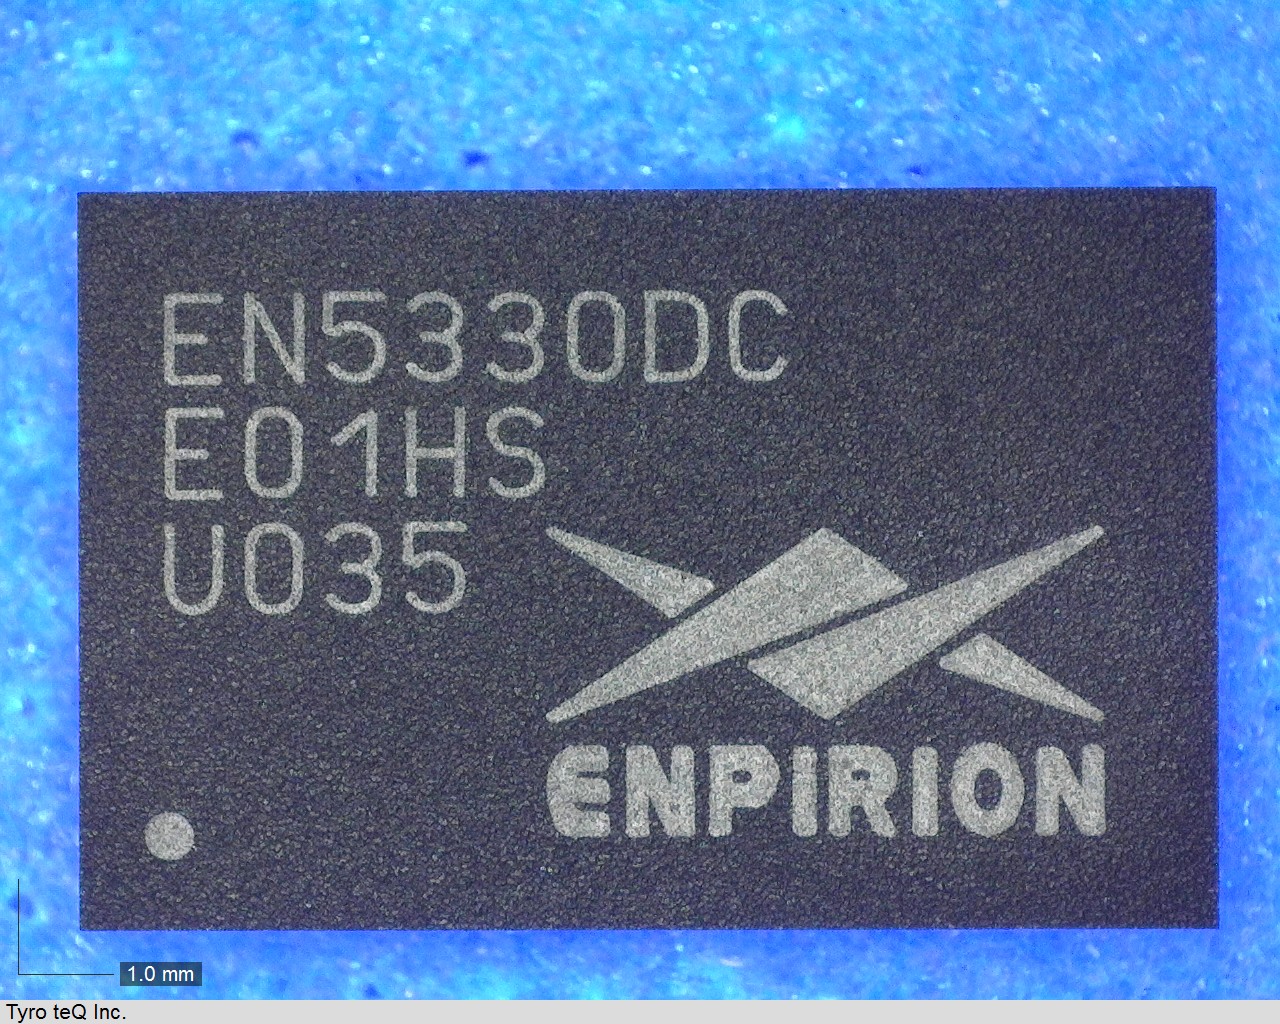 EN5330DC
E01HS
U035
ENPIRION
1.0 mm
Tyro teQ Inc.